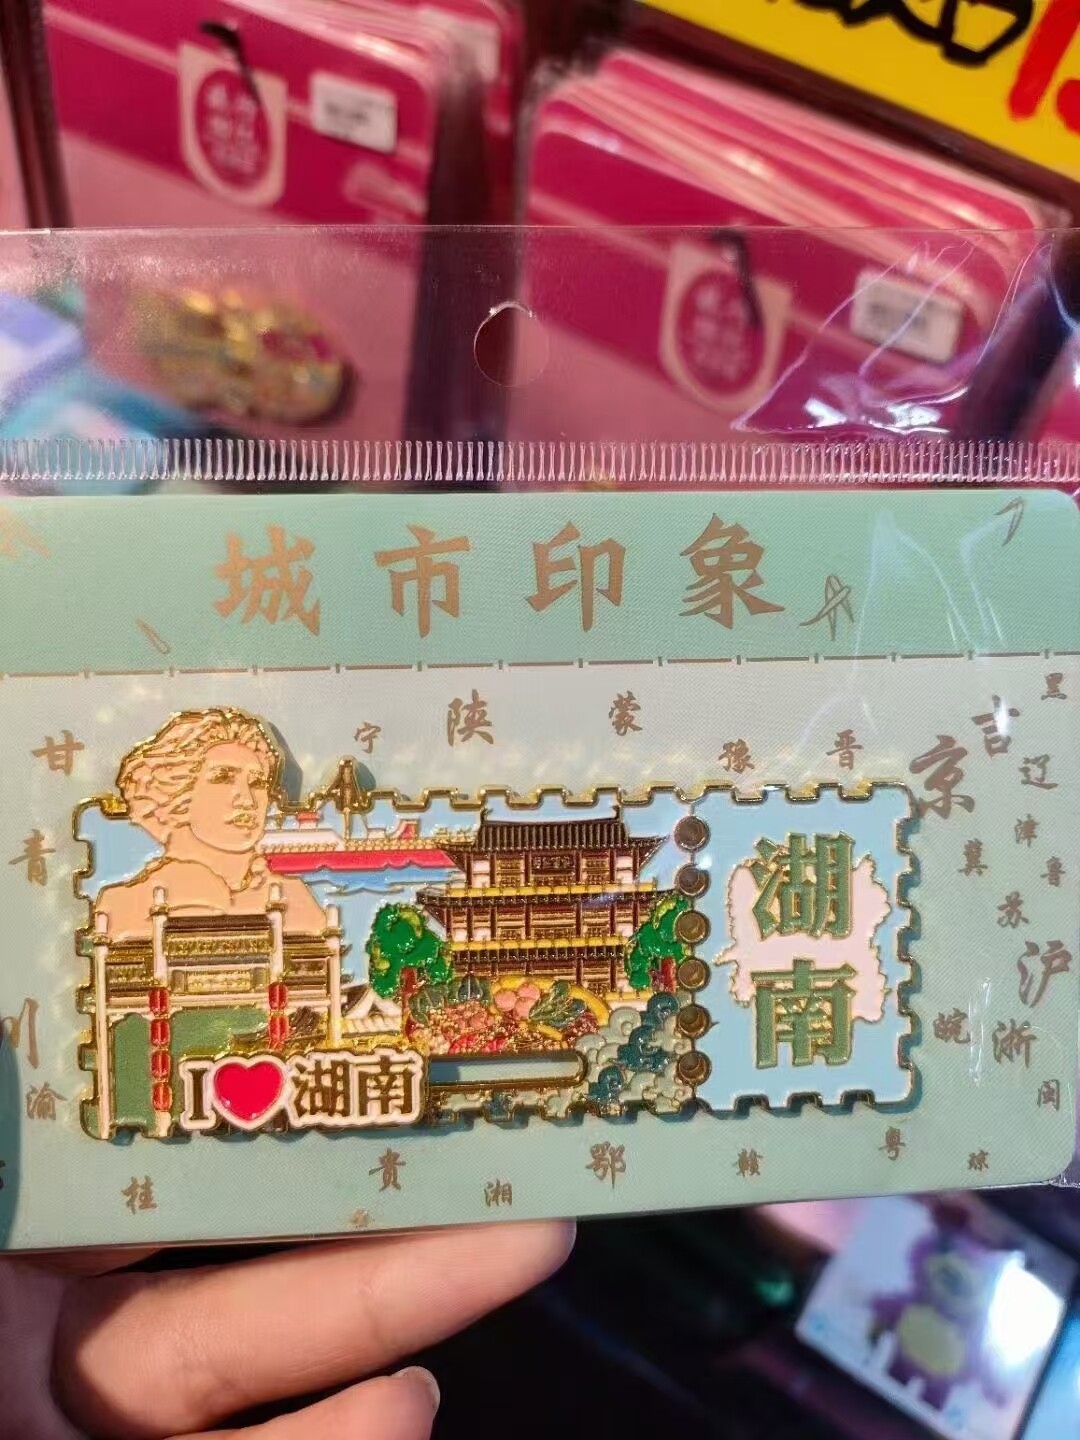 城市印象
黑
吉
甘
宁
陕
蒙
豫
晋
京
辽
青
津
冀
鲁
苏
沪
川
渝
皖
浙
闽
桂
贵
湘
鄂
赣
粤
琼
湖南
I❤湖南